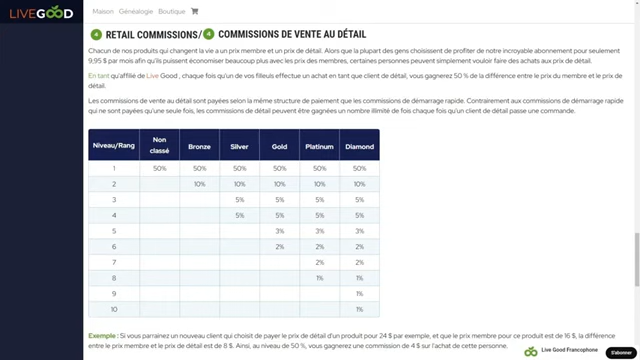 LIVEGOOD
Maison Généalogie Boutique
4 RETAIL COMMISSIONS/ 4 COMMISSIONS DE VENTE AU DÉTAIL
Chacun de nos produits qui changent la vie a un prix membre et un prix de détail. Alors que la plupart des gens choisissent de profiter de notre incroyable abonnement pour seulement
9,95 $ par mois afin qu'ils puissent économiser beaucoup plus avec les prix des membres, certaines personnes peuvent simplement vouloir faire des achats aux prix de détail.
En tant qu'affilié de Live Good , chaque fois qu'un de vos filleuls effectue un achat en tant que client de détail, vous gagnerez 50 % de la différence entre le prix du membre et le prix de
détail.
Les commissions de vente au détail sont payées selon la même structure de paiement que les commissions de démarrage rapide. Contrairement aux commissions de démarrage rapide
qui ne sont payées qu'une seule fois, les commissions de détail peuvent être gagnées un nombre illimité de fois chaque fois qu'un client de détail passe une commande.
Niveau/Rang Non classé Bronze Silver Gold Platinum Diamond
1 50% 50% 50% 50% 50% 50%
2 10% 10% 10% 10% 10%
3 5% 5% 5% 5%
4 5% 5% 5% 5%
5 3% 3% 3%
6 2% 2% 2%
7 2% 2%
8 1% 1%
9 1%
10 1%
Exemple : Si vous parrainez un nouveau client qui choisit de payer le prix de détail d'un produit pour 24 $ par exemple, et que le prix membre pour ce produit est de 16 $, la différence
entre le prix membre et le prix de détail est de 8 $. Ainsi, au niveau de 50 %, vous gagnerez une commission de 4 $ sur l'achat de cette personne.
Live Good Francophone
S'abonner